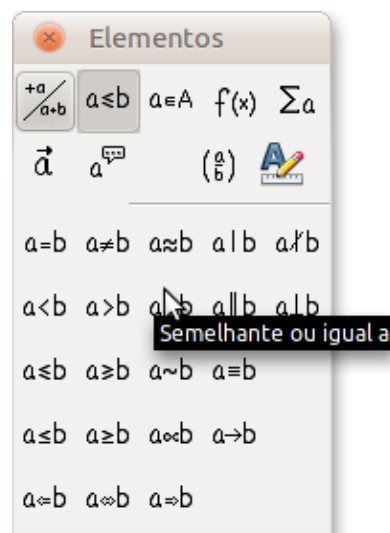 Elementos
+a/a+b a⩽b a∈A f(x) Σa
a⃗ a (a/b) A
a=b a≠b a≈b a∣b a∤b
a<b a>b a∥b a⊥b
Semelhante ou igual a
a⩽b a⩾b a~b a≡b
a≤b a≥b a∝b a→b
a⇐b a⇔b a⇒b